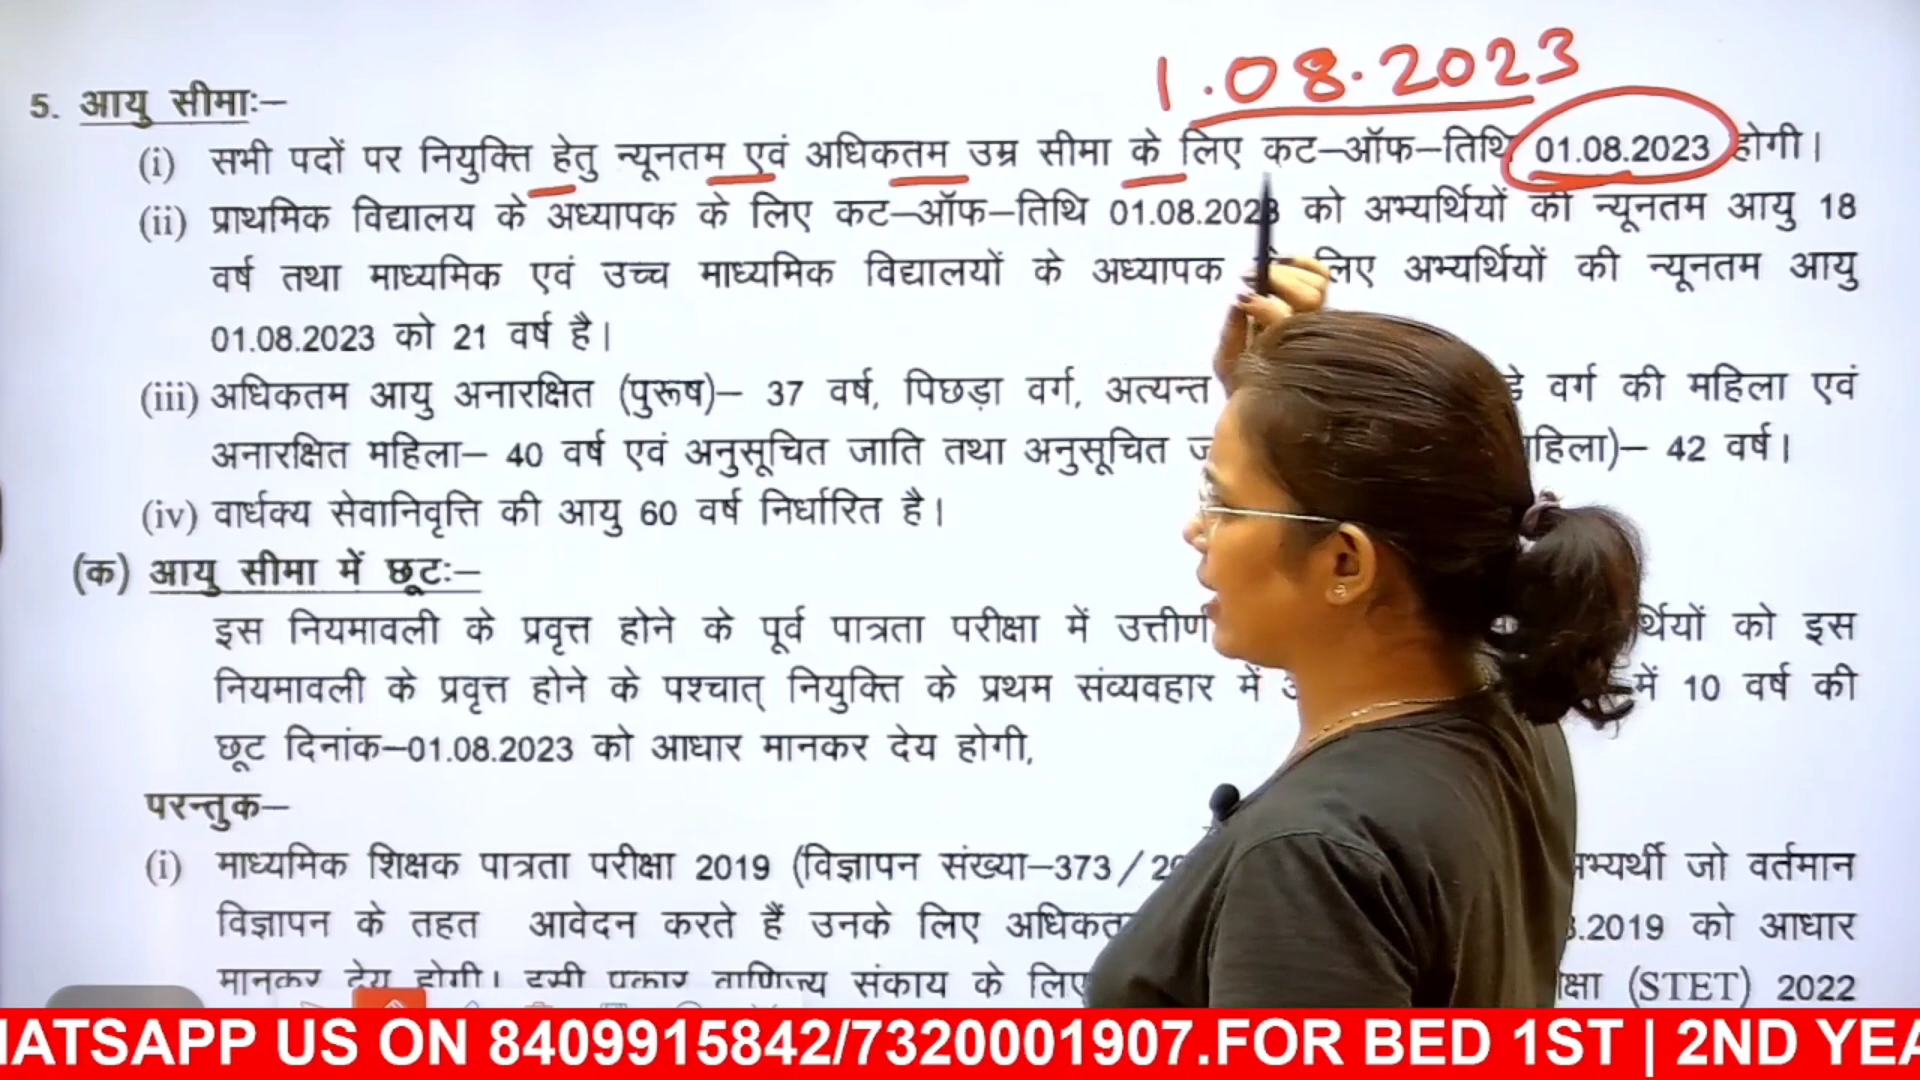 1.08.2023
5. आयु सीमाः–
(i) सभी पदों पर नियुक्ति हेतु न्यूनतम एवं अधिकतम उम्र सीमा के लिए कट–ऑफ–तिथि 01.08.2023 होगी।
(ii) प्राथमिक विद्यालय के अध्यापक के लिए कट–ऑफ–तिथि 01.08.2023 को अभ्यर्थियों की न्यूनतम आयु 18
वर्ष तथा माध्यमिक एवं उच्च माध्यमिक विद्यालयों के अध्यापक लिए अभ्यर्थियों की न्यूनतम आयु
01.08.2023 को 21 वर्ष है।
(iii) अधिकतम आयु अनारक्षित (पुरूष)– 37 वर्ष, पिछड़ा वर्ग, अत्यन्त वर्ग की महिला एवं
अनारक्षित महिला– 40 वर्ष एवं अनुसूचित जाति तथा अनुसूचित 42 वर्ष।
(iv) वार्धक्य सेवानिवृत्ति की आयु 60 वर्ष निर्धारित है।
(क) आयु सीमा में छूटः–
इस नियमावली के प्रवृत्त होने के पूर्व पात्रता परीक्षा में को इस
नियमावली के प्रवृत्त होने के पश्चात् नियुक्ति के प्रथम संव्यवहार में में 10 वर्ष की
छूट दिनांक–01.08.2023 को आधार मानकर देय होगी,
परन्तुक–
(i) माध्यमिक शिक्षक पात्रता परीक्षा 2019 (विज्ञापन संख्या–373/ जो वर्तमान
विज्ञापन के तहत आवेदन करते हैं उनके लिए .2019 को आधार
मानकर देय होगी। इसी प्रकार वाणिज्य संकाय के लिए (STET) 2022
HATSAPP US ON 8409915842/7320001907.FOR BED 1ST | 2ND YEA